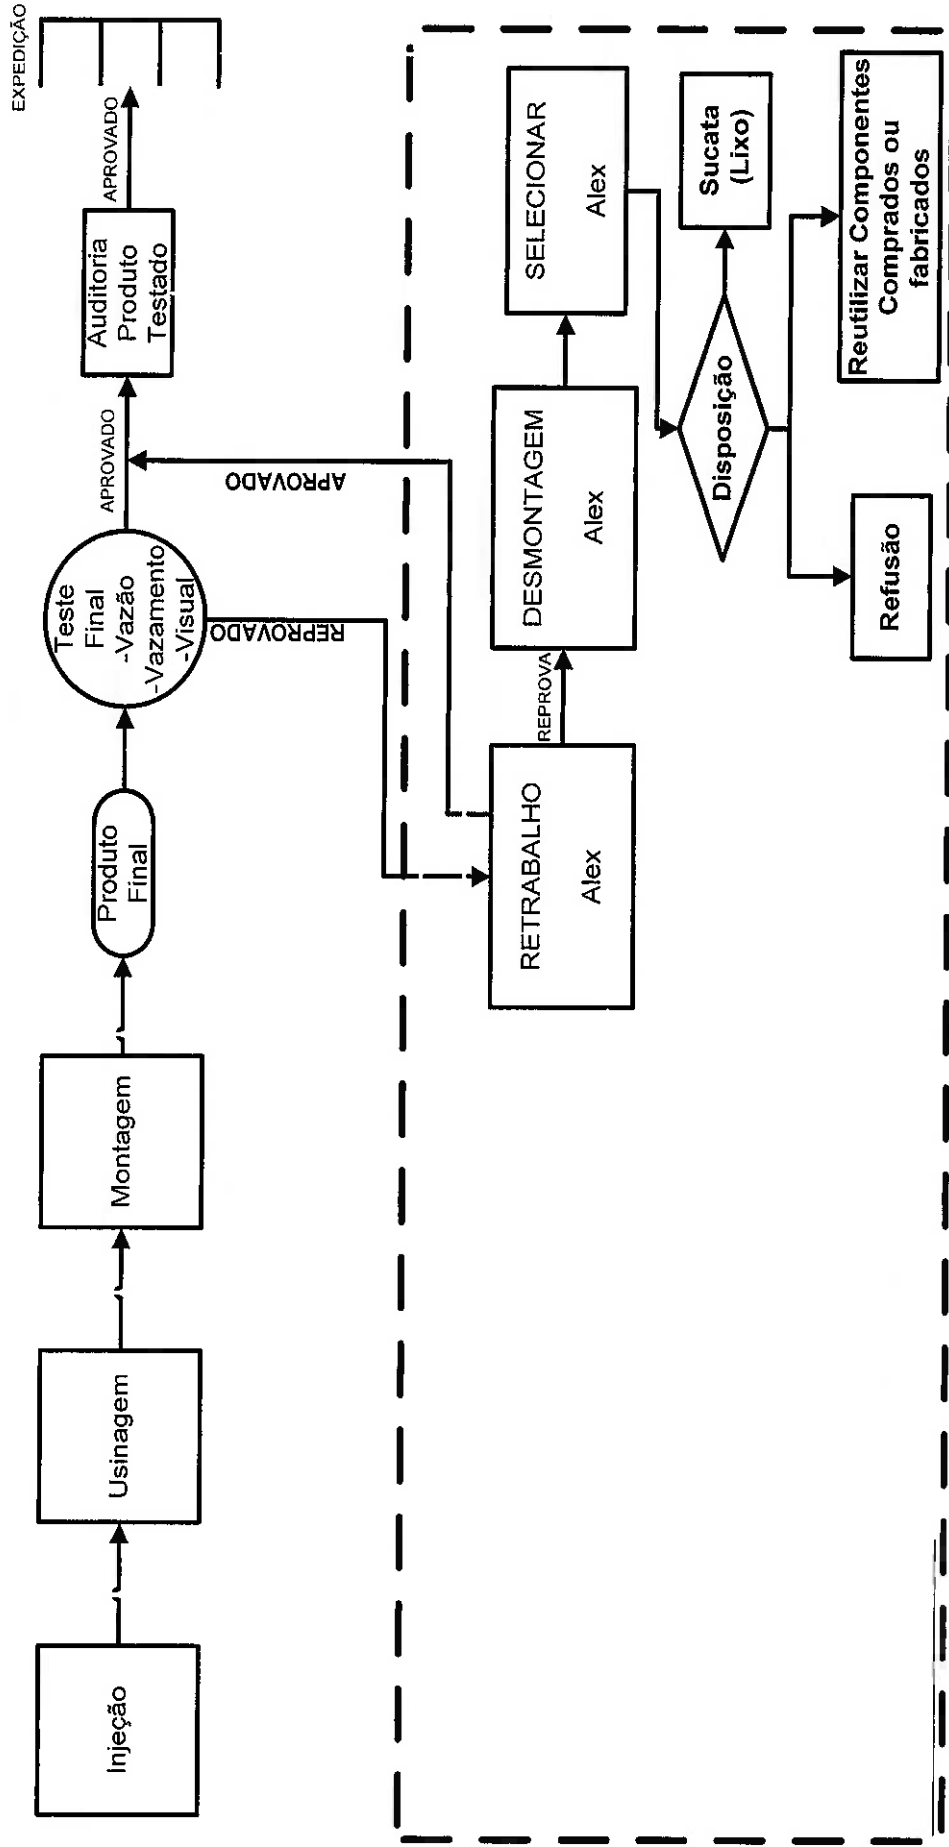 Injeção
Usinagem
Montagem
Produto
Final
Teste
Final
-Vazão
-Vazamento
-Visual
APROVADO
Auditoria
Produto
Testado
APROVADO
EXPEDIÇÃO
REPROVADO
APROVADO
RETRABALHO
Alex
REPROVA
DESMONTAGEM
Alex
SELECIONAR
Alex
Disposição
Sucata
(Lixo)
Refusão
Reutilizar Componentes
Comprados ou
fabricados